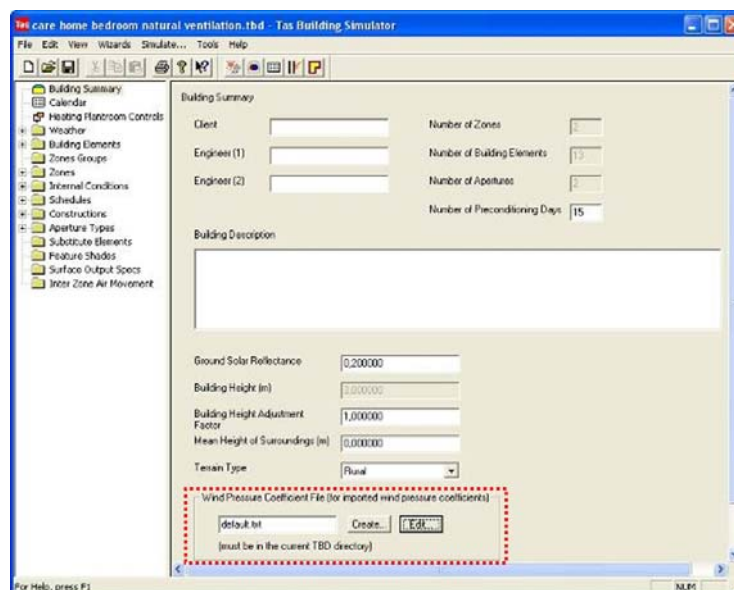 Tas care home bedroom natural ventilation.tbd - Tas Building Simulator
File Edit View Wizards Simulate... Tools Help
Building Summary
Calendar
Heating Plantroom Controls
Weather
Building Elements
Zones Groups
Zones
Internal Conditions
Schedules
Constructions
Aperture Types
Substitute Elements
Feature Shades
Surface Output Specs
Inter Zone Air Movement
Building Summary
Client
Number of Zones 2
Engineer (1)
Number of Building Elements 13
Engineer (2)
Number of Apertures 2
Number of Preconditioning Days 15
Building Description
Ground Solar Reflectance 0,200000
Building Height (m) 3,000000
Building Height Adjustment
Factor 1,000000
Mean Height of Surroundings (m) 0,000000
Terrain Type Rural
Wind Pressure Coefficient File (for imported wind pressure coefficients)
default.txt Create... Edit...
(must be in the current TBD directory)
For Help, press F1 NUM